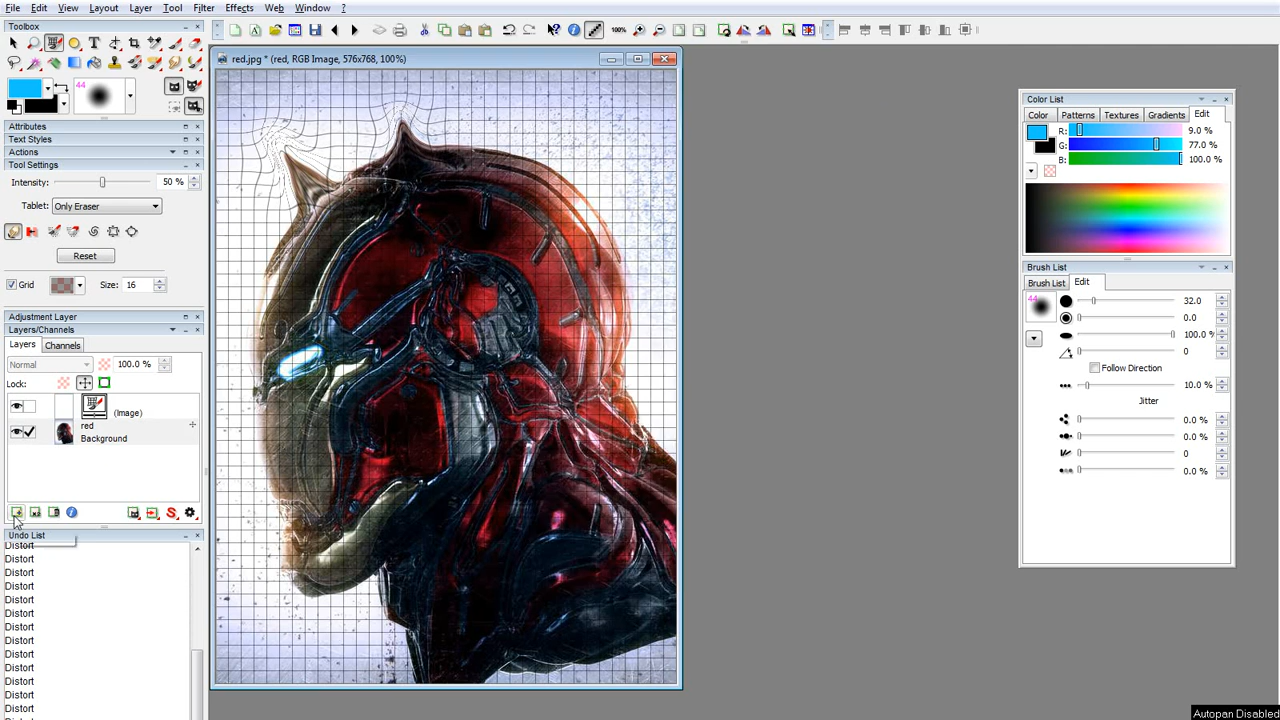 File Edit View Layout Layer Tool Filter Effects Web Window ?
Toolbox
100%
red.jpg * (red, RGB Image, 576x768, 100%)
44
Attributes
Text Styles
Actions
Tool Settings
Intensity: 50 %
Tablet: Only Eraser
Reset
Grid Size: 16
Adjustment Layer
Layers/Channels
Layers Channels
Normal 100.0 %
Lock:
(Image)
red
Background
Undo List
Distort
Distort
Distort
Distort
Distort
Distort
Distort
Distort
Distort
Distort
Distort
Distort
Distort
Color List
Color Patterns Textures Gradients Edit
R: 9.0 %
G: 77.0 %
B: 100.0 %
Brush List
Brush List Edit
44
32.0
0.0
100.0 %
0
Follow Direction
10.0 %
Jitter
0.0 %
0.0 %
0
0.0 %
Autopan Disabled